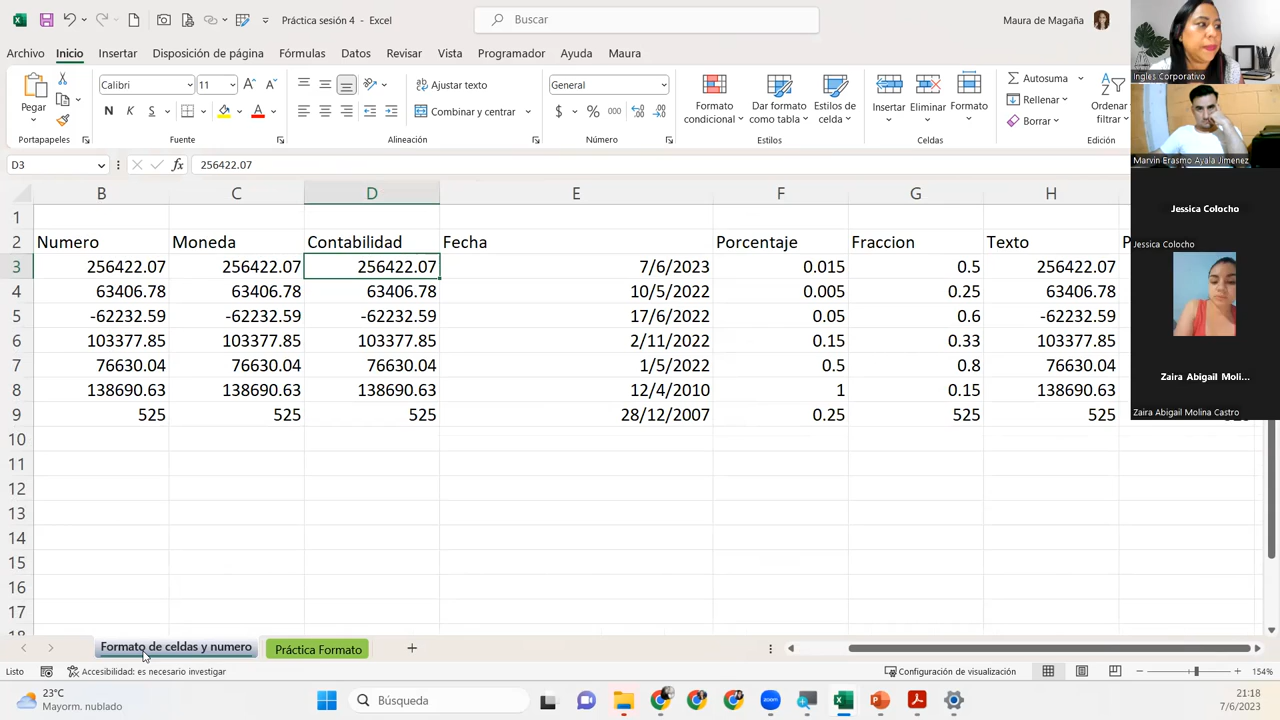 Práctica sesión 4 - Excel
Buscar
Maura de Magaña
Archivo Inicio Insertar Disposición de página Fórmulas Datos Revisar Vista Programador Ayuda Maura
Pegar
Portapapeles
Calibri 11
N K S
Fuente
Ajustar texto
Combinar y centrar
Alineación
General
$ % 000
Número
Formato condicional
Dar formato como tabla
Estilos de celda
Estilos
Insertar Eliminar Formato
Celdas
Autosuma
Rellenar
Borrar
Ordenar
filtrar
Edición
D3 fx 256422.07
B C D E F G H
1
2 Numero Moneda Contabilidad Fecha Porcentaje Fraccion Texto P
3 256422.07 256422.07 256422.07 7/6/2023 0.015 0.5 256422.07
4 63406.78 63406.78 63406.78 10/5/2022 0.005 0.25 63406.78
5 -62232.59 -62232.59 -62232.59 17/6/2022 0.05 0.6 -62232.59
6 103377.85 103377.85 103377.85 2/11/2022 0.15 0.33 103377.85
7 76630.04 76630.04 76630.04 1/5/2022 0.5 0.8 76630.04
8 138690.63 138690.63 138690.63 12/4/2010 1 0.15 138690.63
9 525 525 525 28/12/2007 0.25 525 525
10
11
12
13
14
15
16
17
Formato de celdas y numero Práctica Formato +
Listo Accesibilidad: es necesario investigar Configuración de visualización 154%
23°C
Mayorm. nublado
Búsqueda
zoom
21:18
7/6/2023
Ingles Corporativo
Marvin Erasmo Ayala Jimenez
Jessica Colocho
Jessica Colocho
Zaira Abigail Moli...
Zaira Abigail Molina Castro